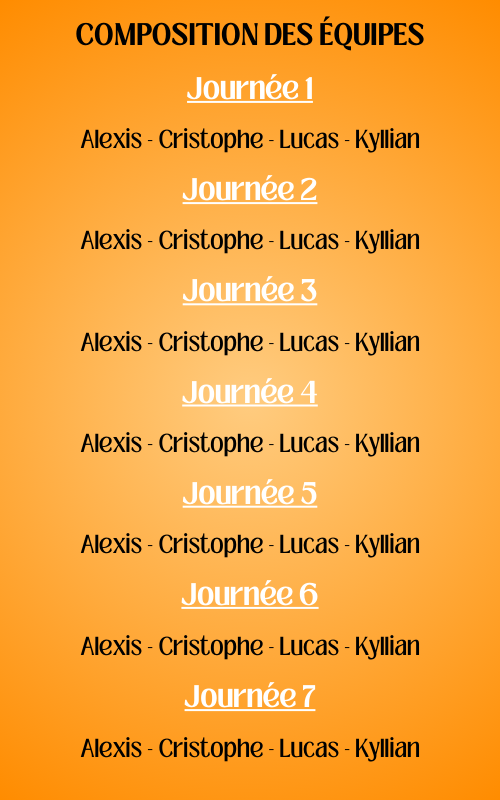 COMPOSITION DES ÉQUIPES
Journée 1
Alexis - Cristophe - Lucas - Kyllian
Journée 2
Alexis - Cristophe - Lucas - Kyllian
Journée 3
Alexis - Cristophe - Lucas - Kyllian
Journée 4
Alexis - Cristophe - Lucas - Kyllian
Journée 5
Alexis - Cristophe - Lucas - Kyllian
Journée 6
Alexis - Cristophe - Lucas - Kyllian
Journée 7
Alexis - Cristophe - Lucas - Kyllian